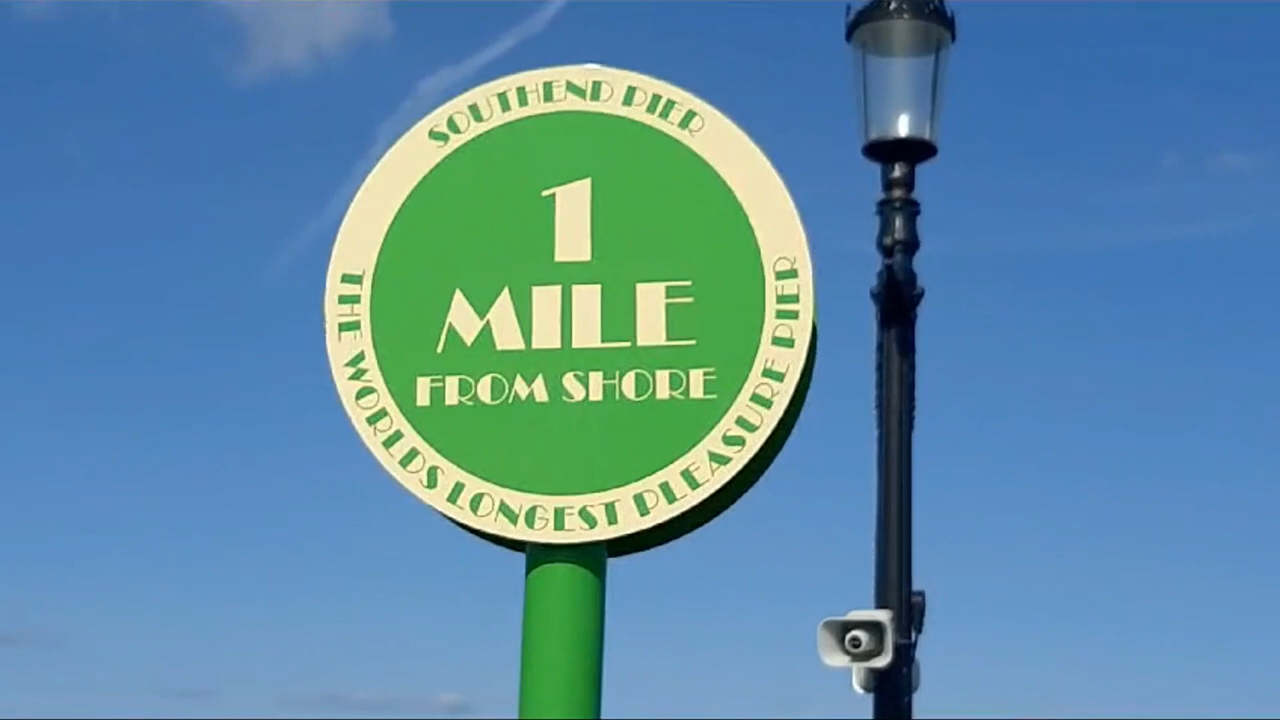 SOUTHEND PIER
1
MILE
FROM SHORE
THE WORLDS LONGEST PLEASURE PIER